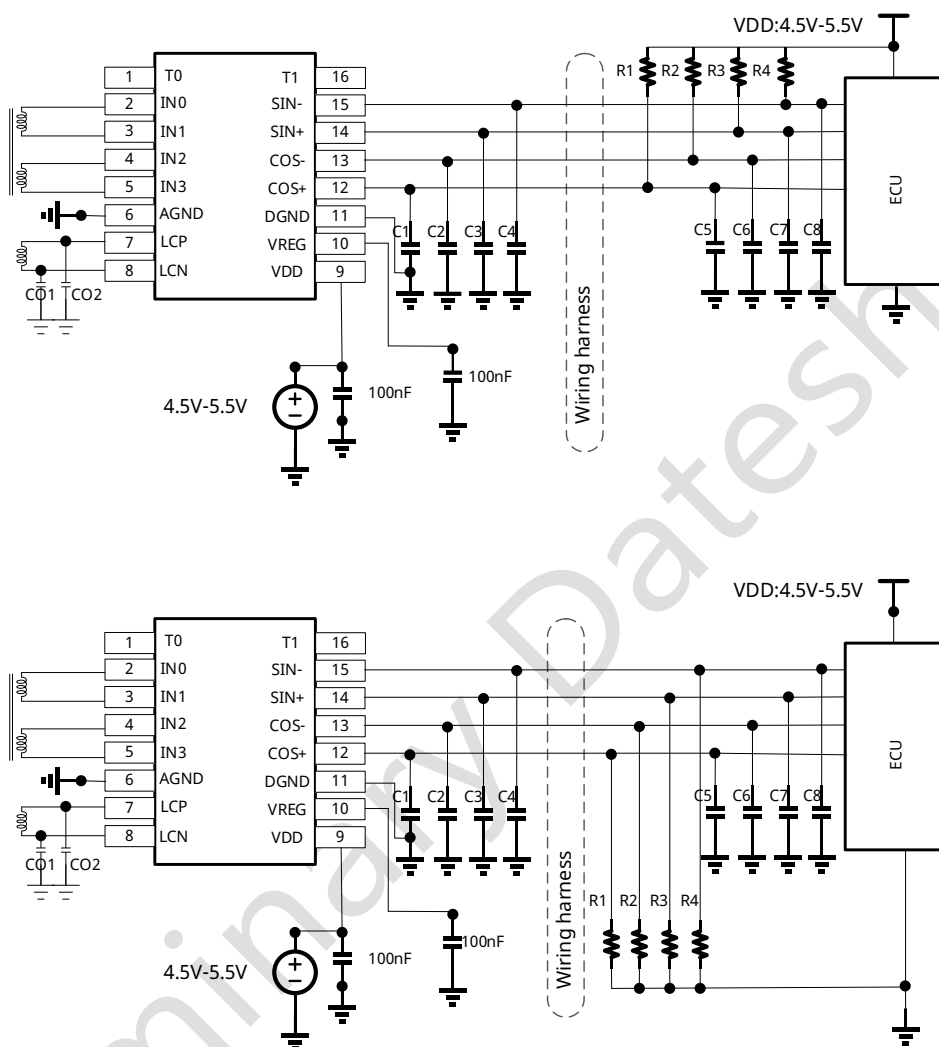 VDD:4.5V-5.5V
R1 R2 R3 R4
1 T0 T1 16
2 IN0 SIN- 15
3 IN1 SIN+ 14
4 IN2 COS- 13
5 IN3 COS+ 12
6 AGND DGND 11
7 LCP VREG 10
8 LCN VDD 9
CO1 CO2
C1 C2 C3 C4
C5 C6 C7 C8
ECU
Wiring harness
4.5V-5.5V
100nF
100nF
VDD:4.5V-5.5V
1 T0 T1 16
2 IN0 SIN- 15
3 IN1 SIN+ 14
4 IN2 COS- 13
5 IN3 COS+ 12
6 AGND DGND 11
7 LCP VREG 10
8 LCN VDD 9
CO1 CO2
C1 C2 C3 C4
C5 C6 C7 C8
ECU
Wiring harness
R1 R2 R3 R4
4.5V-5.5V
100nF
100nF
minary Datesh